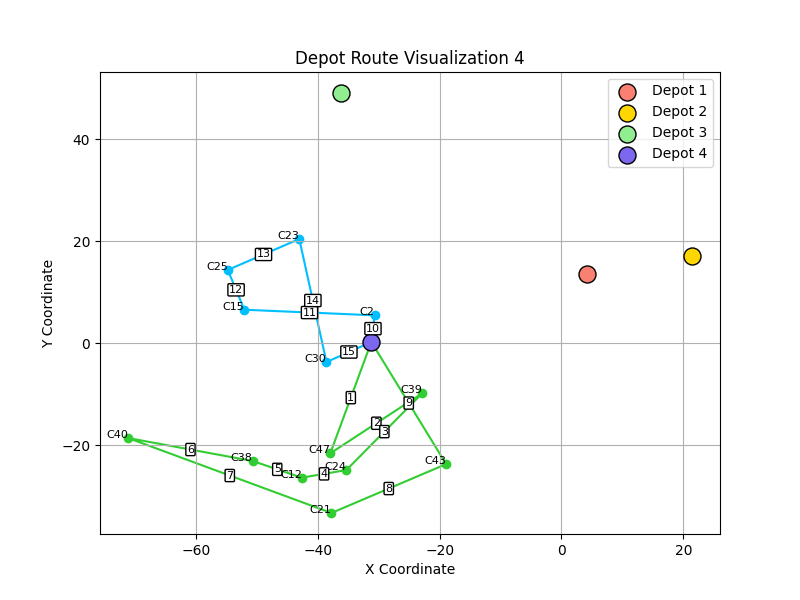 Depot Route Visualization 4
Depot 1
Depot 2
Depot 3
Depot 4
Y Coordinate
40
20
0
−20
C23
13
C25
12
14
C15
11
C2
10
15
C30
C39
1
9
2
3
C47
C40
6
C38
C24
C43
5
4
C12
7
8
C21
−60
−40
−20
0
20
X Coordinate